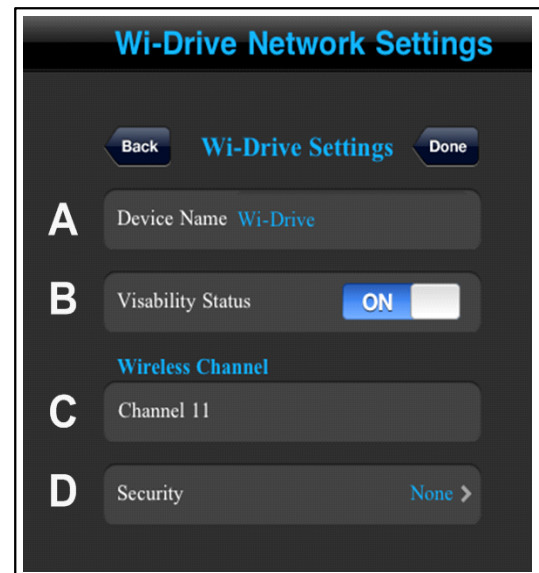 Wi-Drive Network Settings
Back Wi-Drive Settings Done
A Device Name Wi-Drive
B Visability Status ON
Wireless Channel
C Channel 11
D Security None >